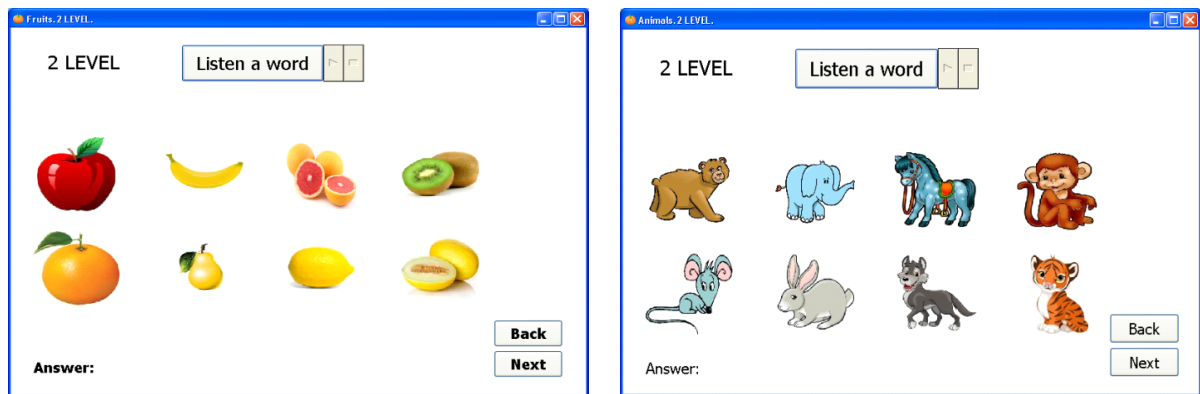 Fruits. 2 LEVEL.
2 LEVEL
Listen a word
Back
Next
Answer:
Animals. 2 LEVEL.
2 LEVEL
Listen a word
Back
Next
Answer: